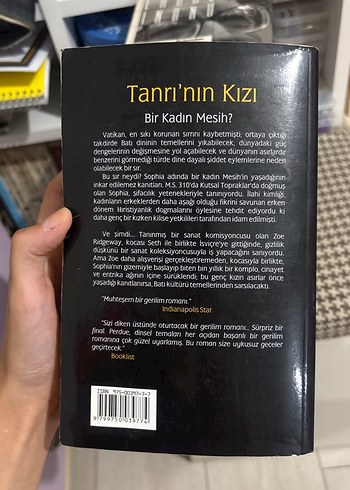 Tanrı'nın Kızı
Bir Kadın Mesih?
Vatikan, en sıkı korunan sırrını kaybetmişti; ortaya çıktığı
takdirde Batı dininin temellerini yıkabilecek, dünyadaki güç
dengelerinin değişmesine yol açabilecek ve dünyanın asırlardır
benzerini görmediği türde dine dayalı şiddet eylemlerine neden
olabilecek bir sır.
Bu sır neydi? Sophia adında bir kadın Mesih'in yaşadığının
inkar edilemez kanıtları. M.S. 310'da Kutsal Topraklar'da doğmuş
olan Sophia, şifacılık yetenekleriyle tanınıyordu. İlahi kimliği,
kadınların erkeklerden daha aşağı olduğu fikrini savunan erken
dönem Hıristiyanlık dogmalarını öylesine tehdit ediyordu ki
daha genç bir kızken kilise yetkilileri tarafından idam edilmişti.
Ve şimdi... Tanınmış bir sanat komisyoncusu olan Zoe
Ridgeway, kocası Seth ile birlikte İsviçre'ye gittiğinde, gizlilik
düşkünü bir sanat koleksiyoncusuyla iş yapacağını sanıyordu.
Ama Zoe daha alışverişi gerçekleştiremeden, kocasıyla birlikte,
Sophia'nın gizemiyle başlayıp biten bin yıllık bir komplo, cinayet
ve entrika ağının içine sürüklendi; bu genç kızın asırlar önce
yaşadığı kanıtlanırsa, Batı kültürü temellerinden sarsılacaktı.
"Muhteşem bir gerilim romanı."
Indianapolis Star
"Sizi diken üstünde oturtacak bir gerilim romanı... Sürpriz bir
final. Perdue, dinsel temaları her açıdan başarılı bir gerilim
romanına çok güzel uyarlamış. Bu roman size uykusuz geceler
geçirtecek."
Booklist
ISBN 975-00397-7-7
9799750039774